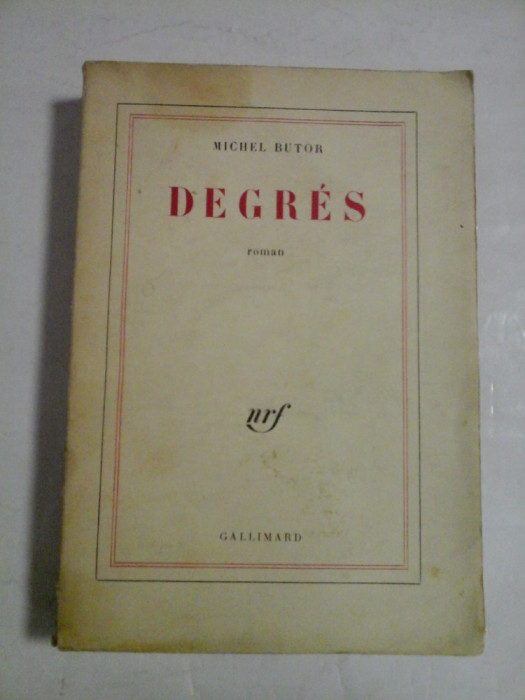 MICHEL BUTOR
DEGRÉS
roman
nrf
GALLIMARD